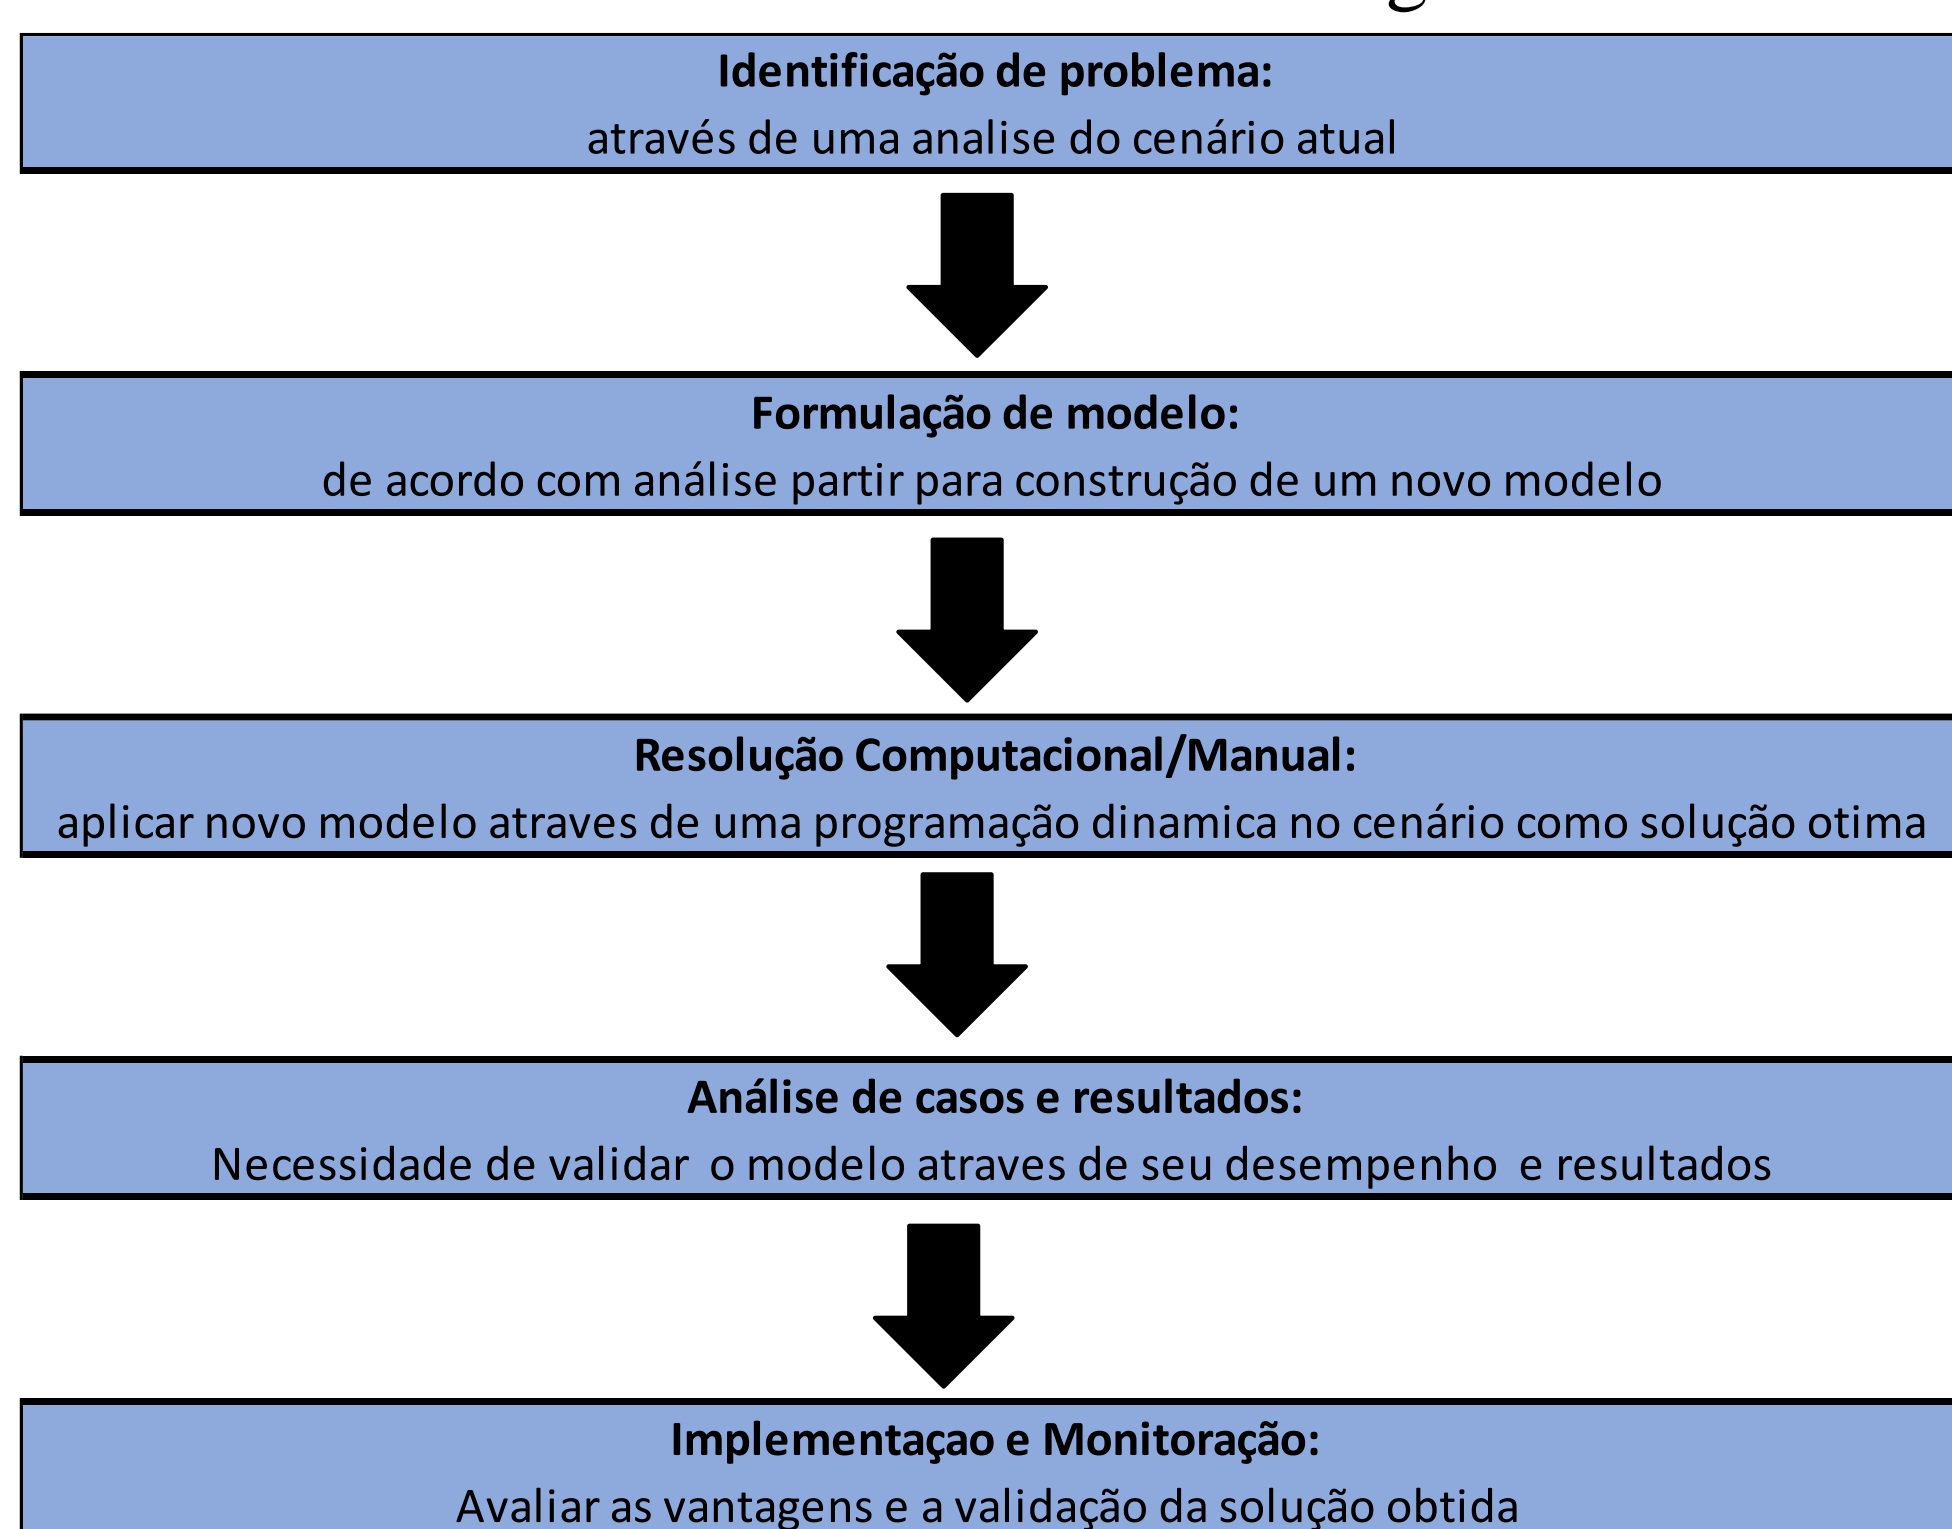 Identificação de problema:
através de uma analise do cenário atual
Formulação de modelo:
de acordo com análise partir para construção de um novo modelo
Resolução Computacional/Manual:
aplicar novo modelo atraves de uma programação dinamica no cenário como solução otima
Análise de casos e resultados:
Necessidade de validar o modelo atraves de seu desempenho e resultados
Implementaçao e Monitoração:
Avaliar as vantagens e a validação da solução obtida